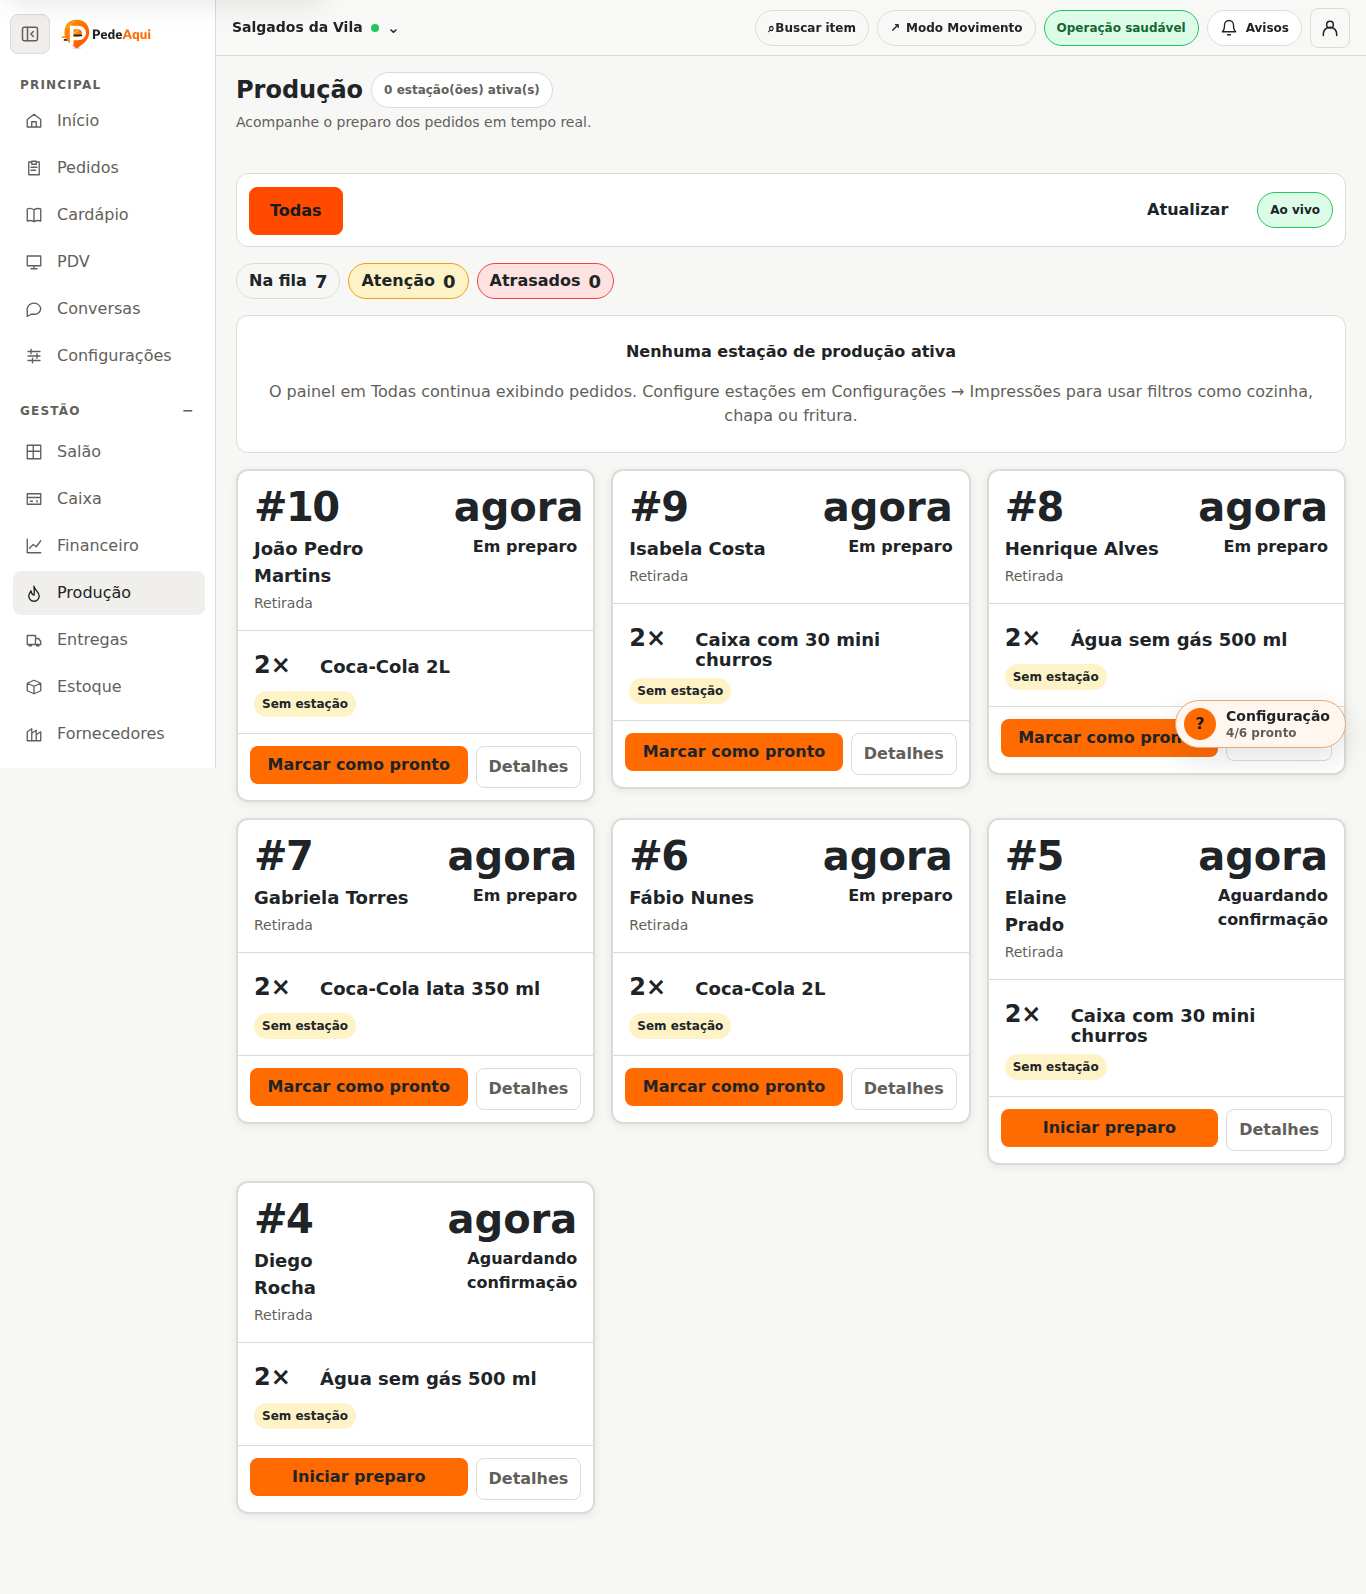 PedeAqui
PRINCIPAL
Início
Pedidos
Cardápio
PDV
Conversas
Configurações
GESTÃO −
Salão
Caixa
Financeiro
Produção
Entregas
Estoque
Fornecedores
Salgados da Vila
Buscar item
↗ Modo Movimento
Operação saudável
Avisos
Produção
0 estação(ões) ativa(s)
Acompanhe o preparo dos pedidos em tempo real.
Todas
Atualizar
Ao vivo
Na fila 7
Atenção 0
Atrasados 0
Nenhuma estação de produção ativa
O painel em Todas continua exibindo pedidos. Configure estações em Configurações → Impressões para usar filtros como cozinha,
chapa ou fritura.
#10 agora
João Pedro
Martins
Em preparo
Retirada
2× Coca-Cola 2L
Sem estação
Marcar como pronto Detalhes
#9 agora
Isabela Costa Em preparo
Retirada
2× Caixa com 30 mini
churros
Sem estação
Marcar como pronto Detalhes
#8 agora
Henrique Alves Em preparo
Retirada
2× Água sem gás 500 ml
Sem estação
Marcar como pron
? Configuração
4/6 pronto
#7 agora
Gabriela Torres Em preparo
Retirada
2× Coca-Cola lata 350 ml
Sem estação
Marcar como pronto Detalhes
#6 agora
Fábio Nunes Em preparo
Retirada
2× Coca-Cola 2L
Sem estação
Marcar como pronto Detalhes
#5 agora
Elaine
Prado
Aguardando
confirmação
Retirada
2× Caixa com 30 mini
churros
Sem estação
Iniciar preparo Detalhes
#4 agora
Diego
Rocha
Aguardando
confirmação
Retirada
2× Água sem gás 500 ml
Sem estação
Iniciar preparo Detalhes